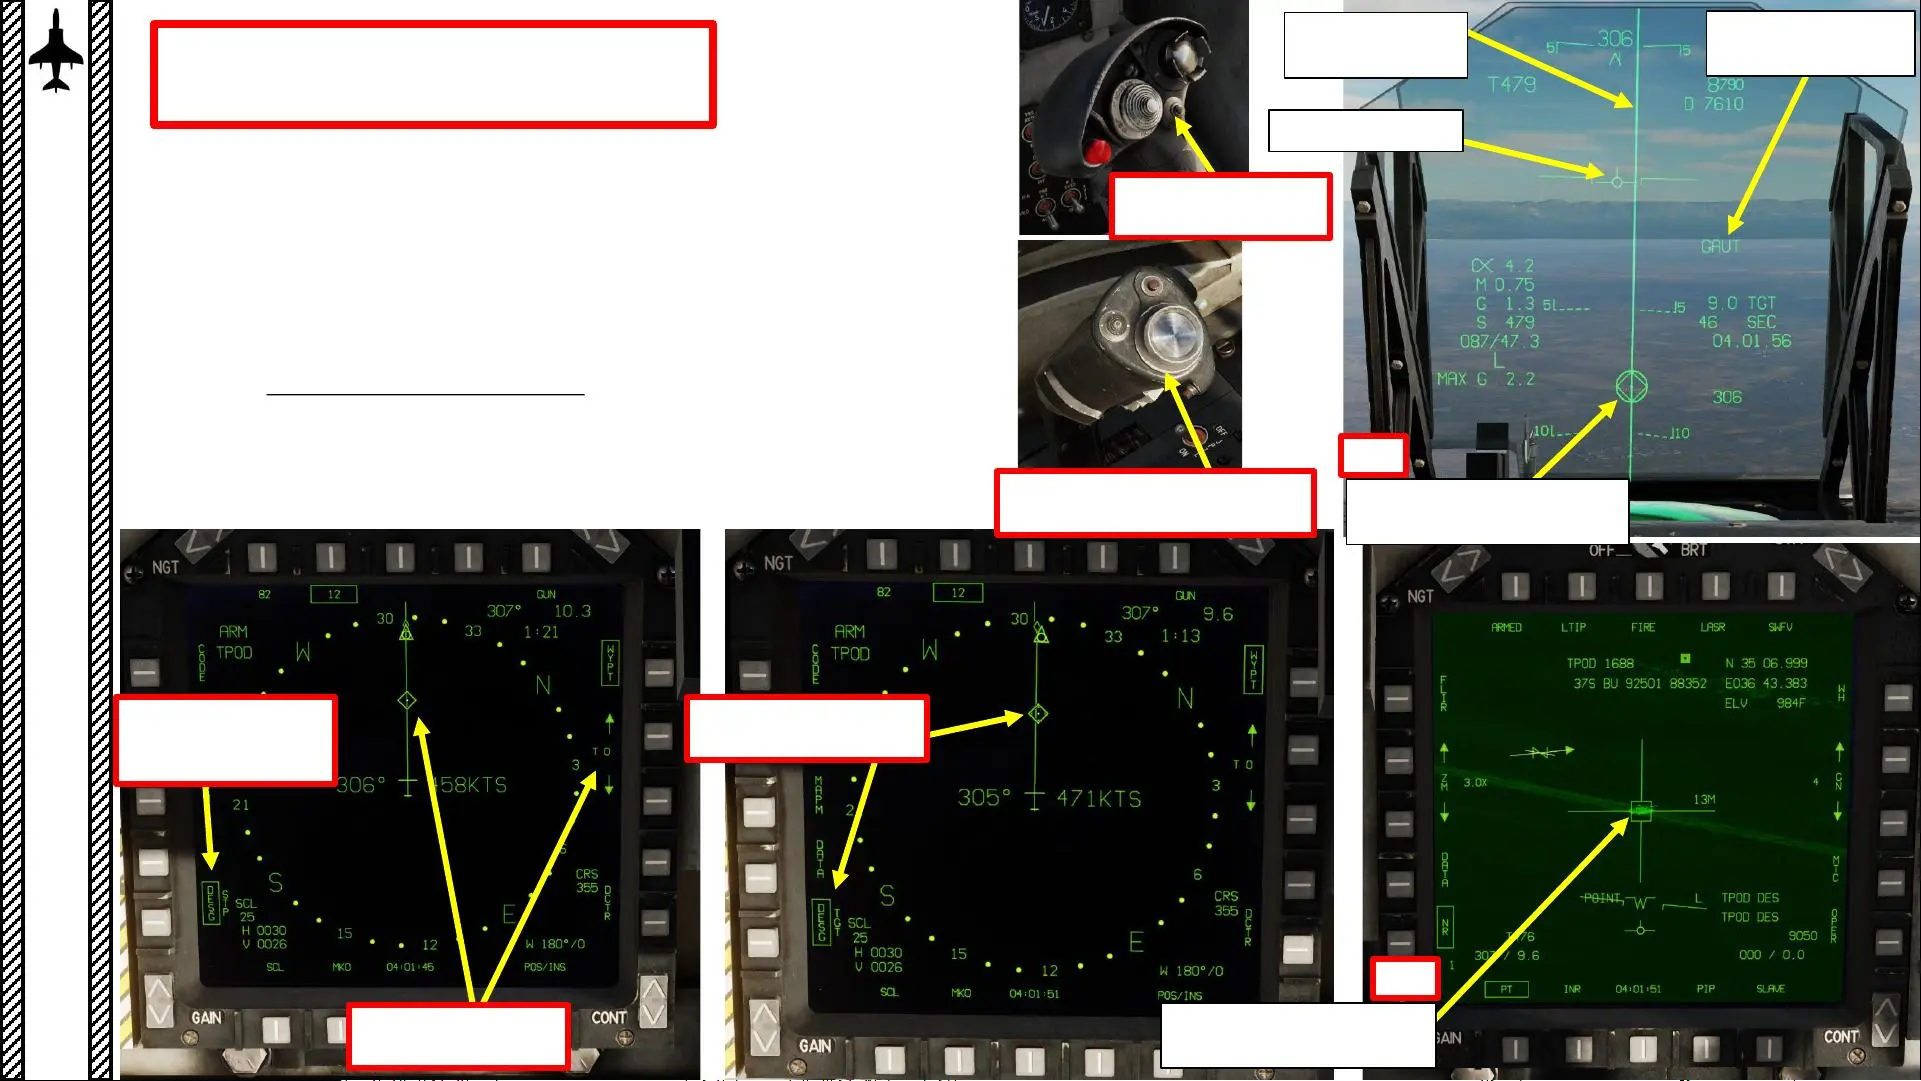 306
5 5
T479
8790
D 7610
GAUT
α 4.2
M 0.75
G 1.3
S 479
087/47.3
L
MAX G 2.2
5 5
9.0 TGT
46 SEC
04.01.56
306
10 10
OFF
ON
NGT
82 12 GUN
307° 10.3
1:21
ARM
TPOD
CODE
30 33
W N
WYPT
TO
3
306° 458KTS
21
6
S E
DESG
STP
SCL
25
H 0030
V 0026
CRS
355
DCTR
15 12
W 180°/0
SCL MKO 04:01:45 POS/INS
GAIN CONT
NGT
82 12 GUN
307° 9.6
1:13
ARM
TPOD
CODE
30 33
W N
WYPT
TO
3
305° 471KTS
MAPM
DATA
6
S E
DESG
TGT
SCL
25
H 0030
V 0026
CRS
355
DCTR
15 12
W 180°/0
SCL MKO 04:01:51 POS/INS
GAIN
OFF BRT
NGT
ARMED LTIP FIRE LASR SWFV
TPOD 1688 N 35 06.999
37S BU 92501 88352 E036 43.383
ELV 984F
FLIR
WH
ZM
3.0X
13M
4
GN
DATA
MTC
POINT W L TPOD DES
TPOD DES
NR
OPER
9050
/ 9.6
000 / 0.0
1
PT INR 04:01:51 PIP SLAVE
CONT